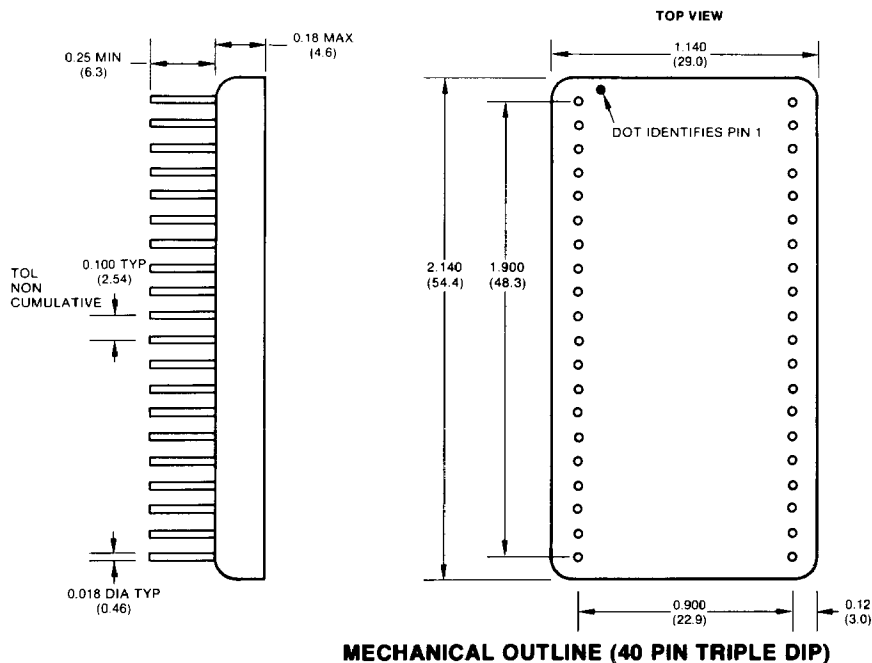 TOP VIEW
0.18 MAX
(4.6)
0.25 MIN
(6.3)
1.140
(29.0)
DOT IDENTIFIES PIN 1
TOL
NON
CUMULATIVE
0.100 TYP
(2.54)
2.140
(54.4)
1.900
(48.3)
0.018 DIA TYP
(0.46)
0.900
(22.9)
0.12
(3.0)
MECHANICAL OUTLINE (40 PIN TRIPLE DIP)